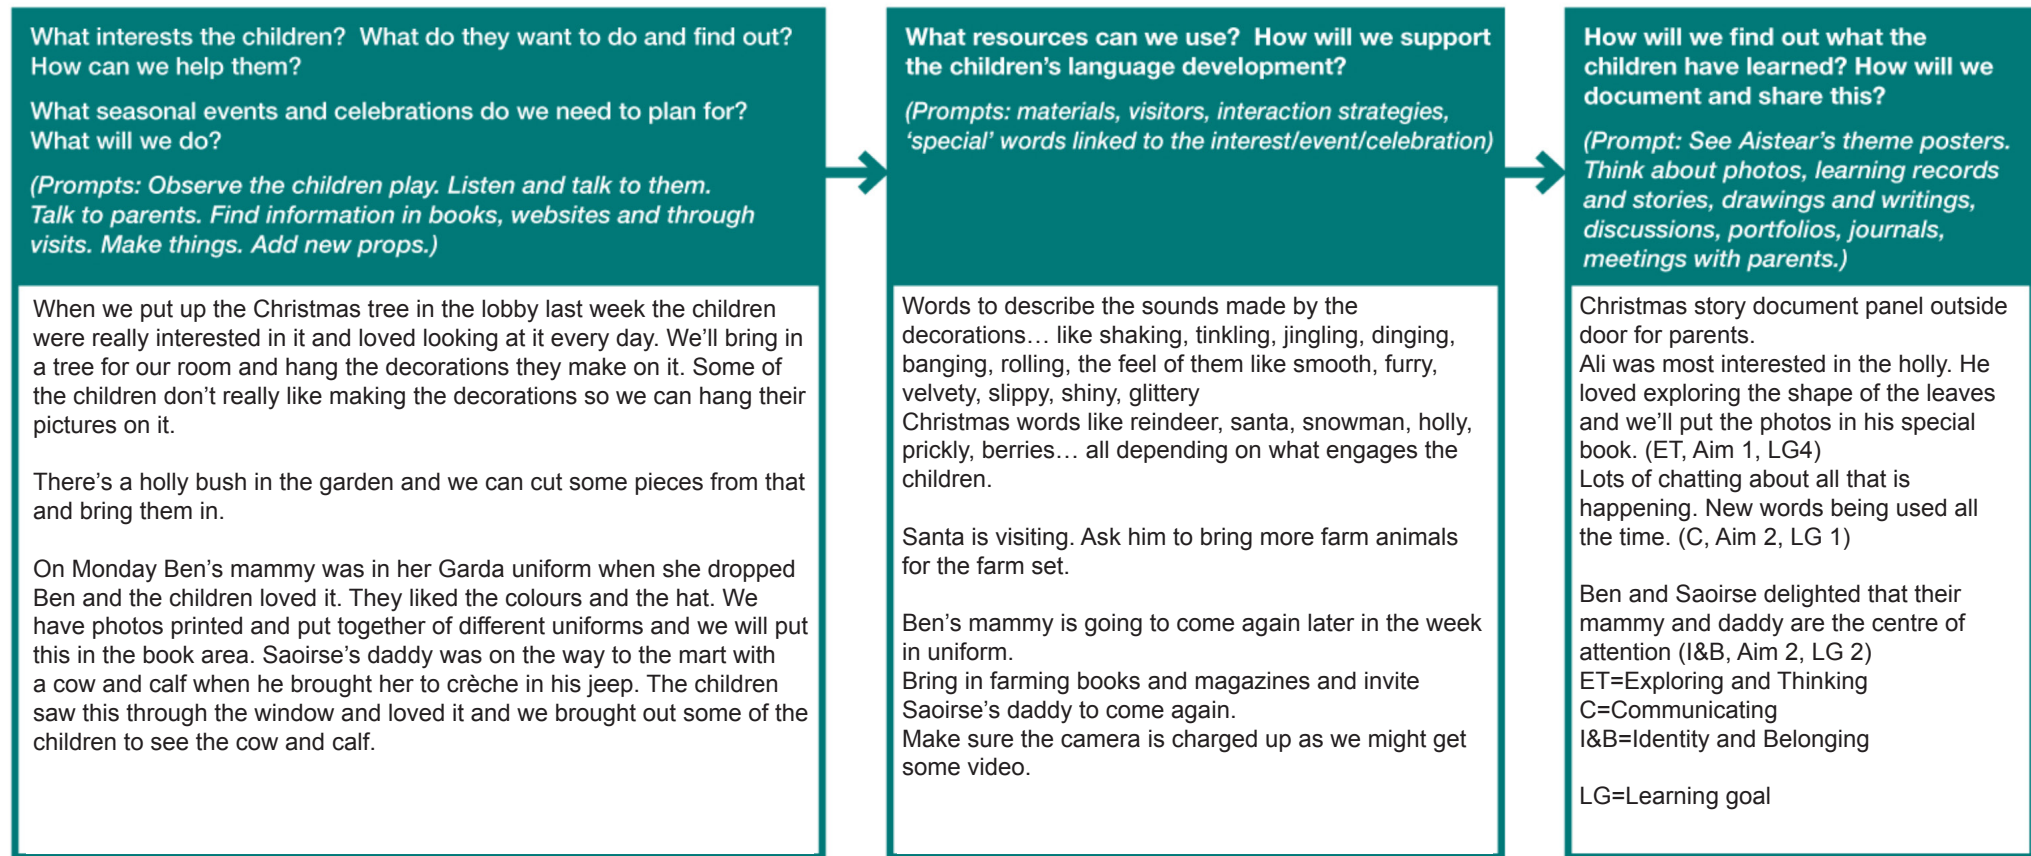 What interests the children?  What do they want to do and find out?
How can we help them?
What seasonal events and celebrations do we need to plan for?
What will we do?
(Prompts: Observe the children play. Listen and talk to them.
Talk to parents. Find information in books, websites and through
visits. Make things. Add new props.)
When we put up the Christmas tree in the lobby last week the children
were really interested in it and loved looking at it every day. We’ll bring in
a tree for our room and hang the decorations they make on it. Some of
the children don’t really like making the decorations so we can hang their
pictures on it.
There’s a holly bush in the garden and we can cut some pieces from that
and bring them in.
On Monday Ben’s mammy was in her Garda uniform when she dropped
Ben and the children loved it. They liked the colours and the hat. We
have photos printed and put together of different uniforms and we will put
this in the book area. Saoirse’s daddy was on the way to the mart with
a cow and calf when he brought her to crèche in his jeep. The children
saw this through the window and loved it and we brought out some of the
children to see the cow and calf.
What resources can we use?  How will we support
the children’s language development?
(Prompts: materials, visitors, interaction strategies,
‘special’ words linked to the interest/event/celebration)
Words to describe the sounds made by the
decorations… like shaking, tinkling, jingling, dinging,
banging, rolling, the feel of them like smooth, furry,
velvety, slippy, shiny, glittery
Christmas words like reindeer, santa, snowman, holly,
prickly, berries… all depending on what engages the
children.
Santa is visiting. Ask him to bring more farm animals
for the farm set.
Ben’s mammy is going to come again later in the week
in uniform.
Bring in farming books and magazines and invite
Saoirse’s daddy to come again.
Make sure the camera is charged up as we might get
some video.
How will we find out what the
children have learned? How will we
document and share this?
(Prompt: See Aistear’s theme posters.
Think about photos, learning records
and stories, drawings and writings,
discussions, portfolios, journals,
meetings with parents.)
Christmas story document panel outside
door for parents.
Ali was most interested in the holly. He
loved exploring the shape of the leaves
and we’ll put the photos in his special
book. (ET, Aim 1, LG4)
Lots of chatting about all that is
happening. New words being used all
the time. (C, Aim 2, LG 1)
Ben and Saoirse delighted that their
mammy and daddy are the centre of
attention (I&B, Aim 2, LG 2)
ET=Exploring and Thinking
C=Communicating
I&B=Identity and Belonging
LG=Learning goal